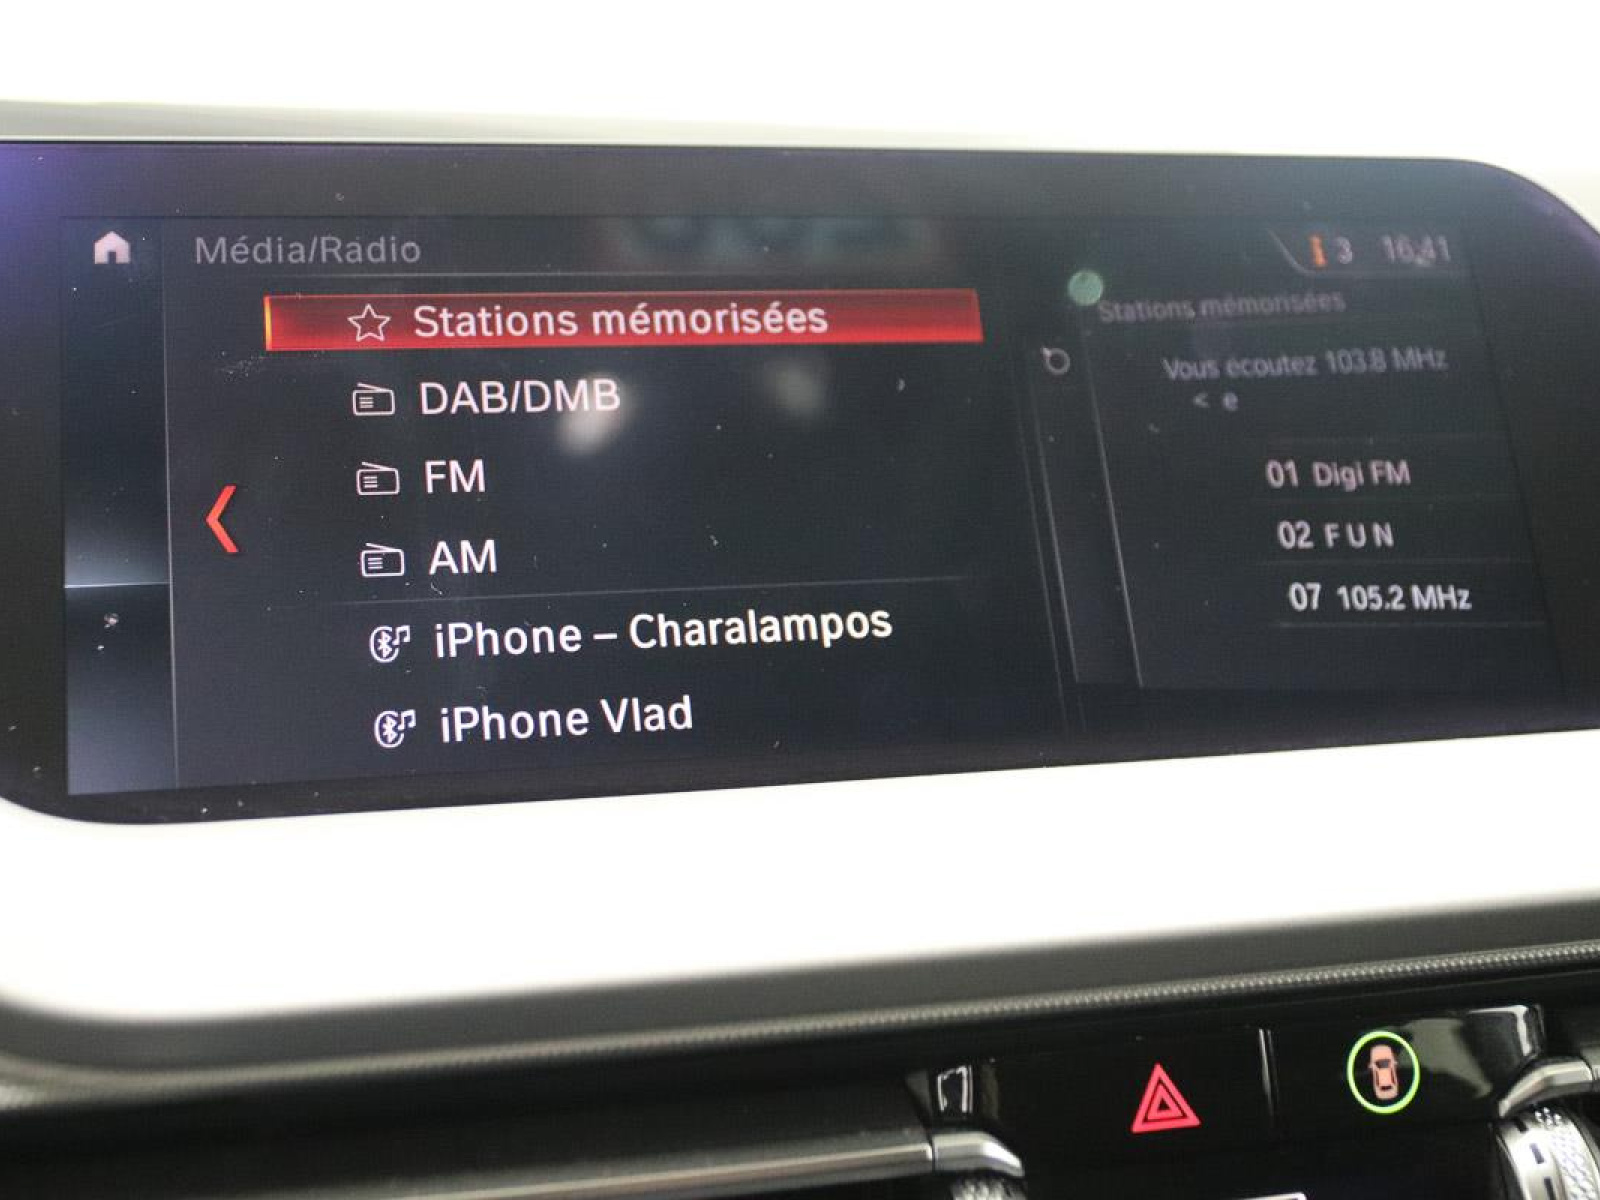 Média/Radio
3 16:41
Stations mémorisées
DAB/DMB
FM
AM
iPhone – Charalampos
iPhone Vlad
Stations mémorisées
Vous écoutez 103.8 MHz
< e
01 Digi FM
02 F U N
07 105.2 MHz